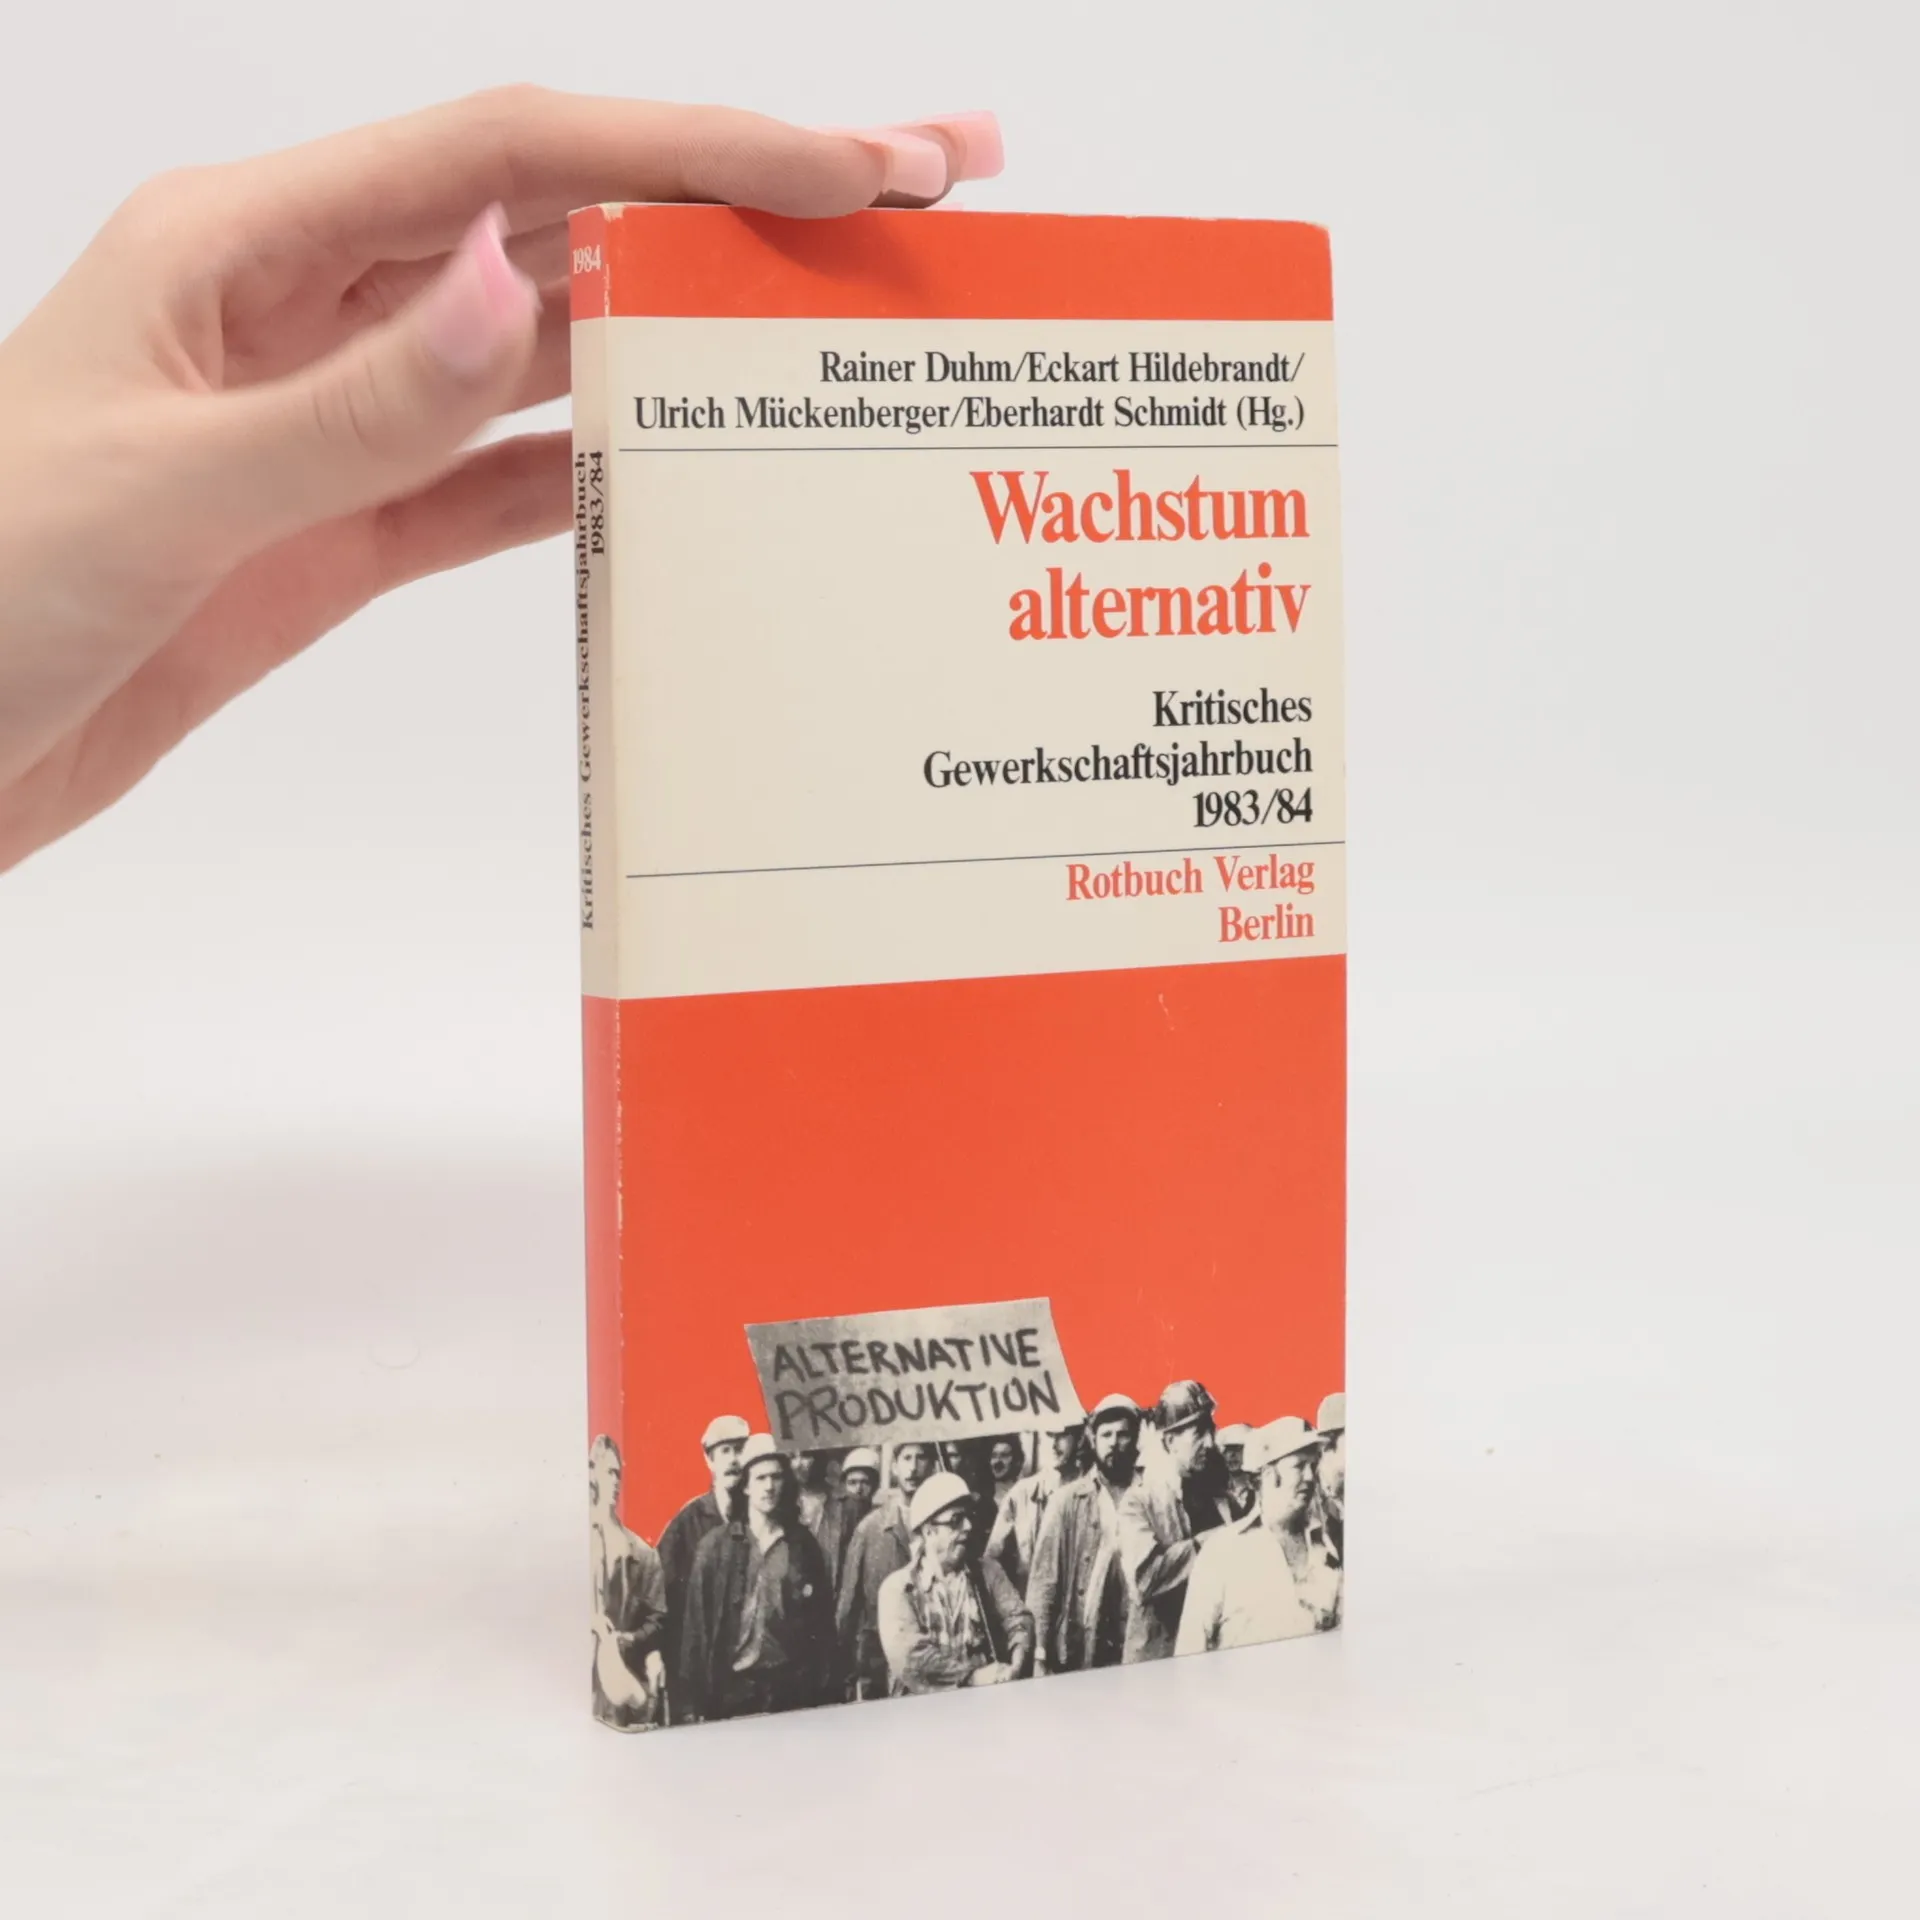 1984
Kritisches Gewerkschaftsjahrbuch
1983/84
Rainer Duhm/Eckart Hildebrandt/
Ulrich Mückenberger/Eberhardt Schmidt (Hg.)
Wachstum
alternativ
Kritisches
Gewerkschaftsjahrbuch
1983/84
Rotbuch Verlag
Berlin
ALTERNATIVE
PRODUKTION